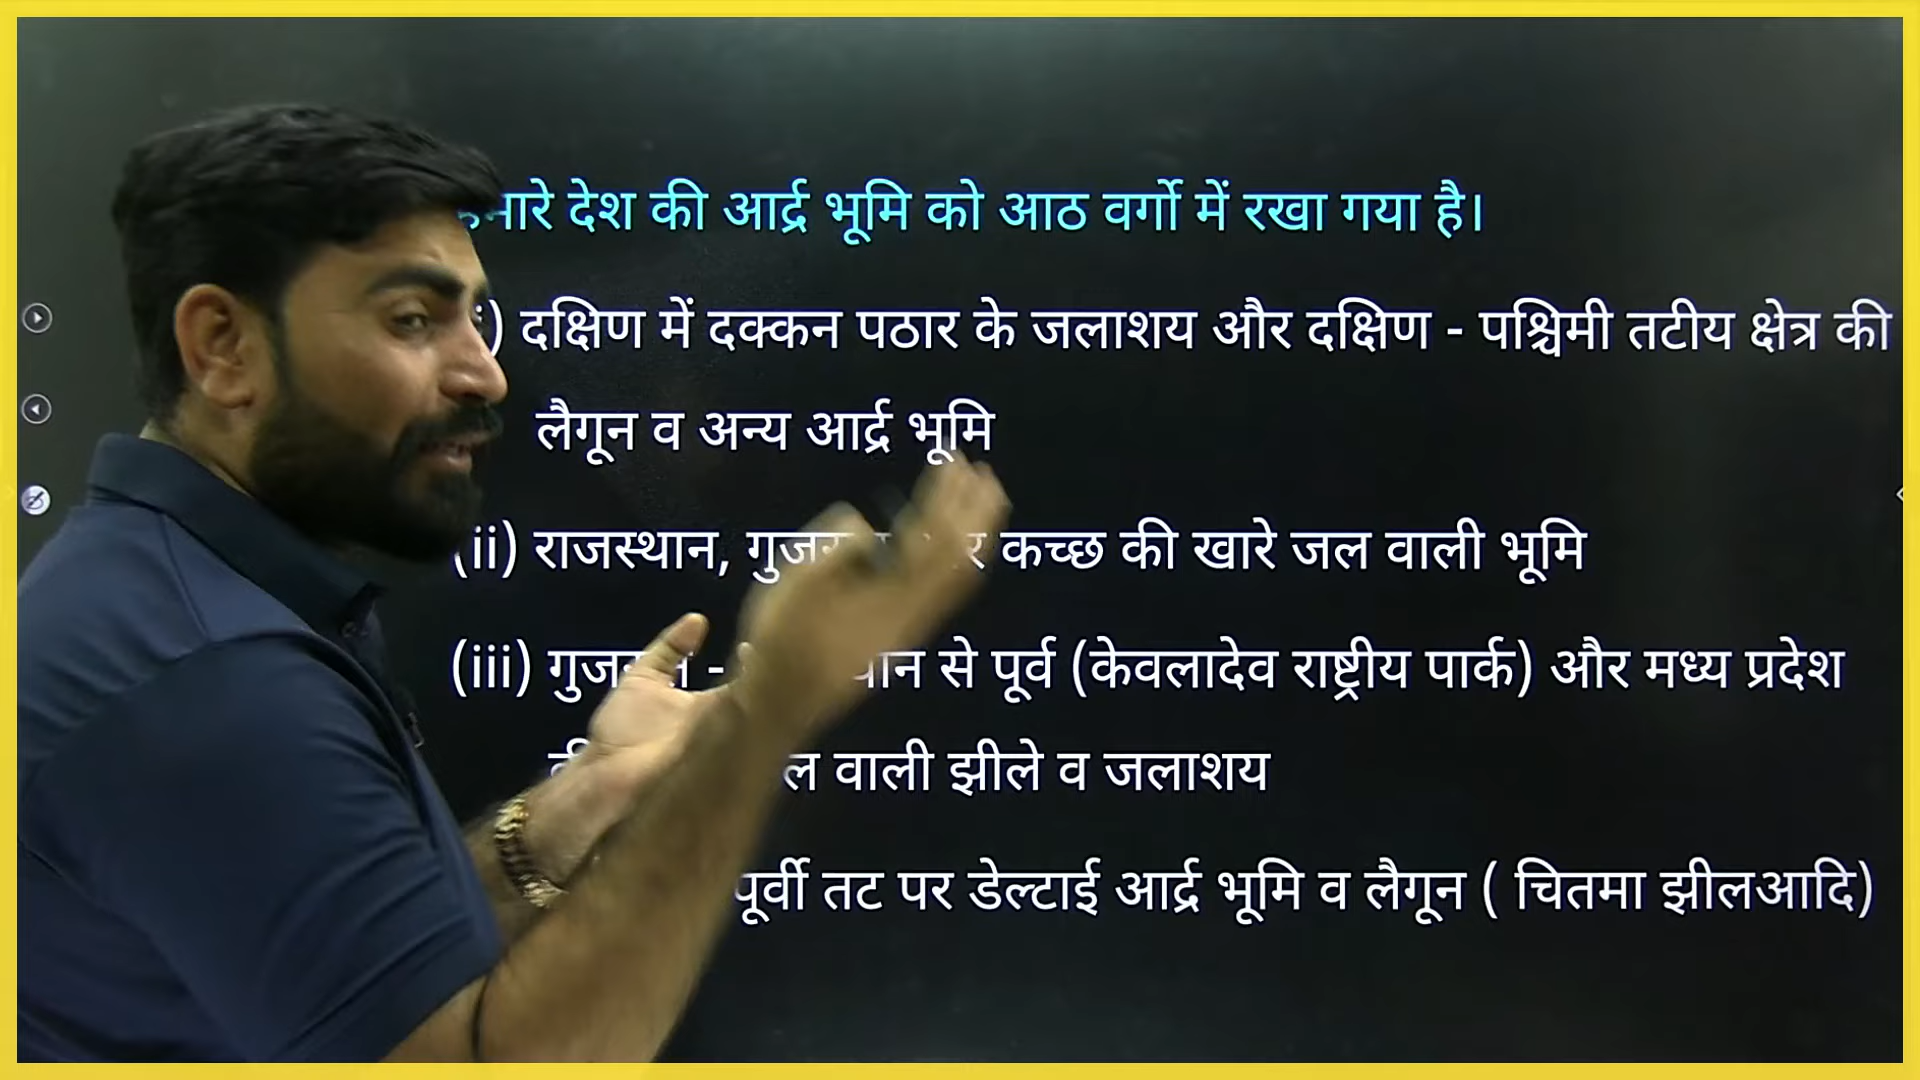 देश की आर्द्र भूमि को आठ वर्गो में रखा गया है।
दक्षिण में दक्कन पठार के जलाशय और दक्षिण - पश्चिमी तटीय क्षेत्र की
लैगून व अन्य आर्द्र भूमि
(ii) राजस्थान, कच्छ की खारे जल वाली भूमि
(iii) से पूर्व (केवलादेव राष्ट्रीय पार्क) और मध्य प्रदेश
वाली झीले व जलाशय
पूर्वी तट पर डेल्टाई आर्द्र भूमि व लैगून ( चितमा झीलआदि)